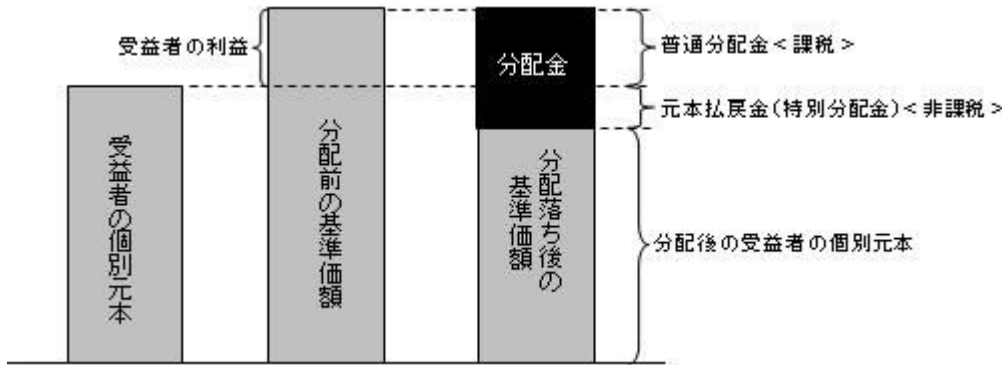 受益者の利益
受益者の個別元本
分配前の基準価額
分配金
分配落ち後の
基準価額
普通分配金<課税>
元本払戻金(特別分配金)<非課税>
分配後の受益者の個別元本